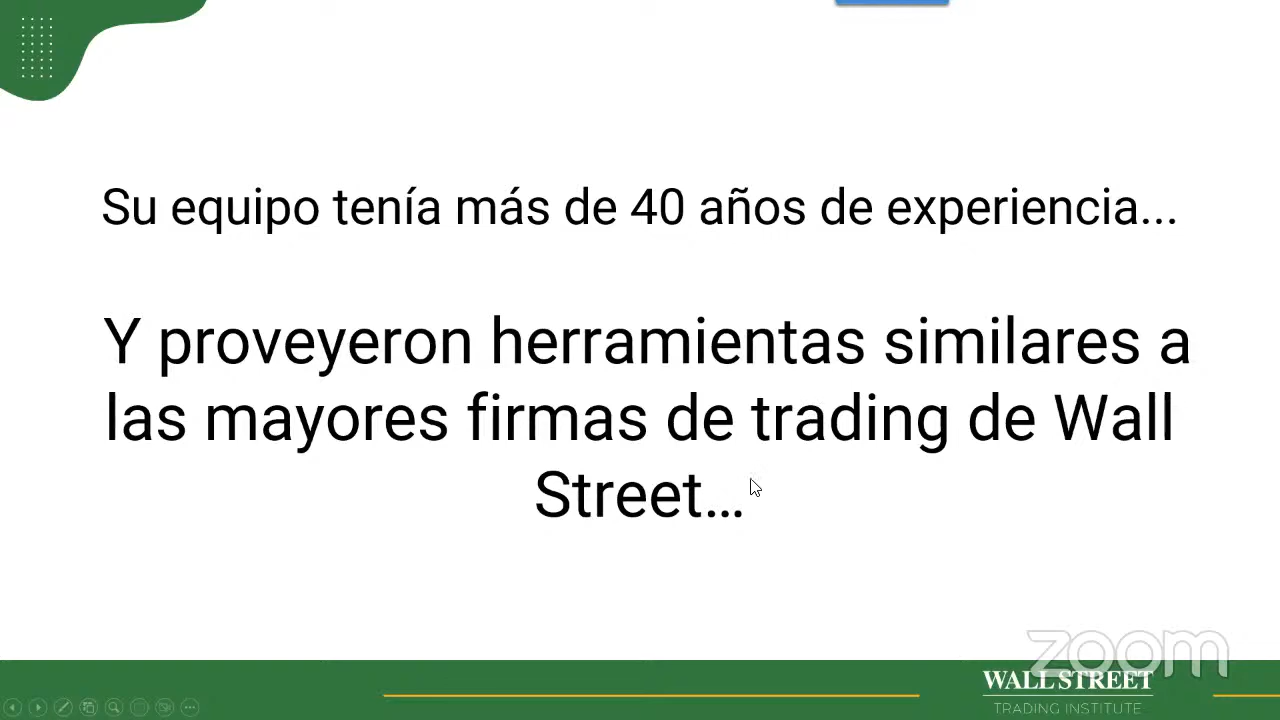 Su equipo tenía más de 40 años de experiencia...
Y proveyeron herramientas similares a
las mayores firmas de trading de Wall
Street...
zoom
WALL STREET
TRADING INSTITUTE